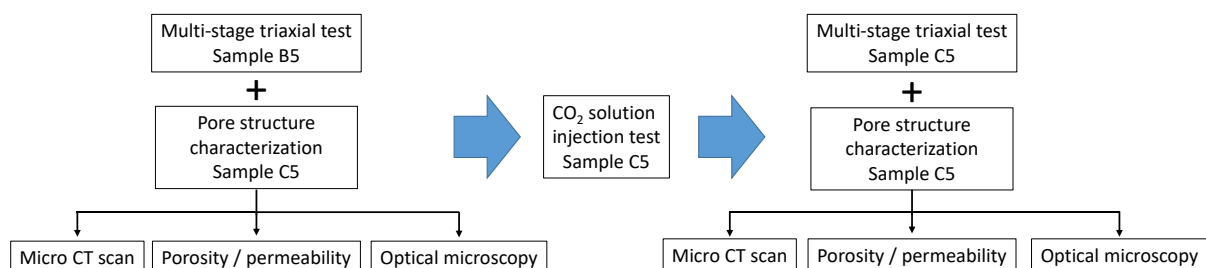 Multi-stage triaxial test
Sample B5
+
Pore structure
characterization
Sample C5
Micro CT scan
Porosity / permeability
Optical microscopy
CO₂ solution
injection test
Sample C5
Multi-stage triaxial test
Sample C5
+
Pore structure
characterization
Sample C5
Micro CT scan
Porosity / permeability
Optical microscopy